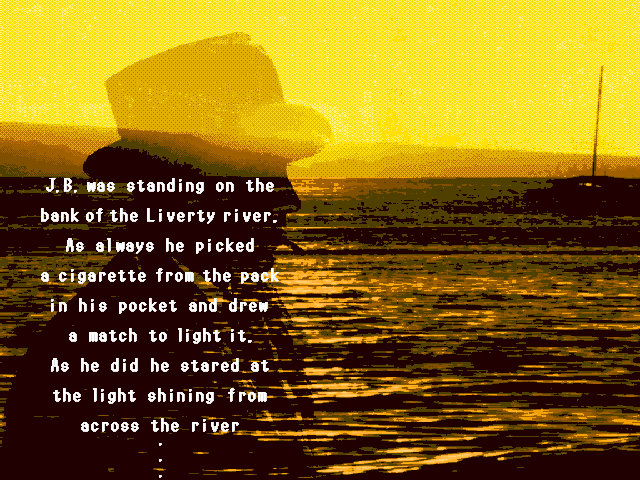 J.B. was standing on the
bank of the Liverty river.
As always he picked
a cigarette from the pack
in his pocket and drew
a match to light it.
As he did he stared at
the light shining from
across the river
.
.
.